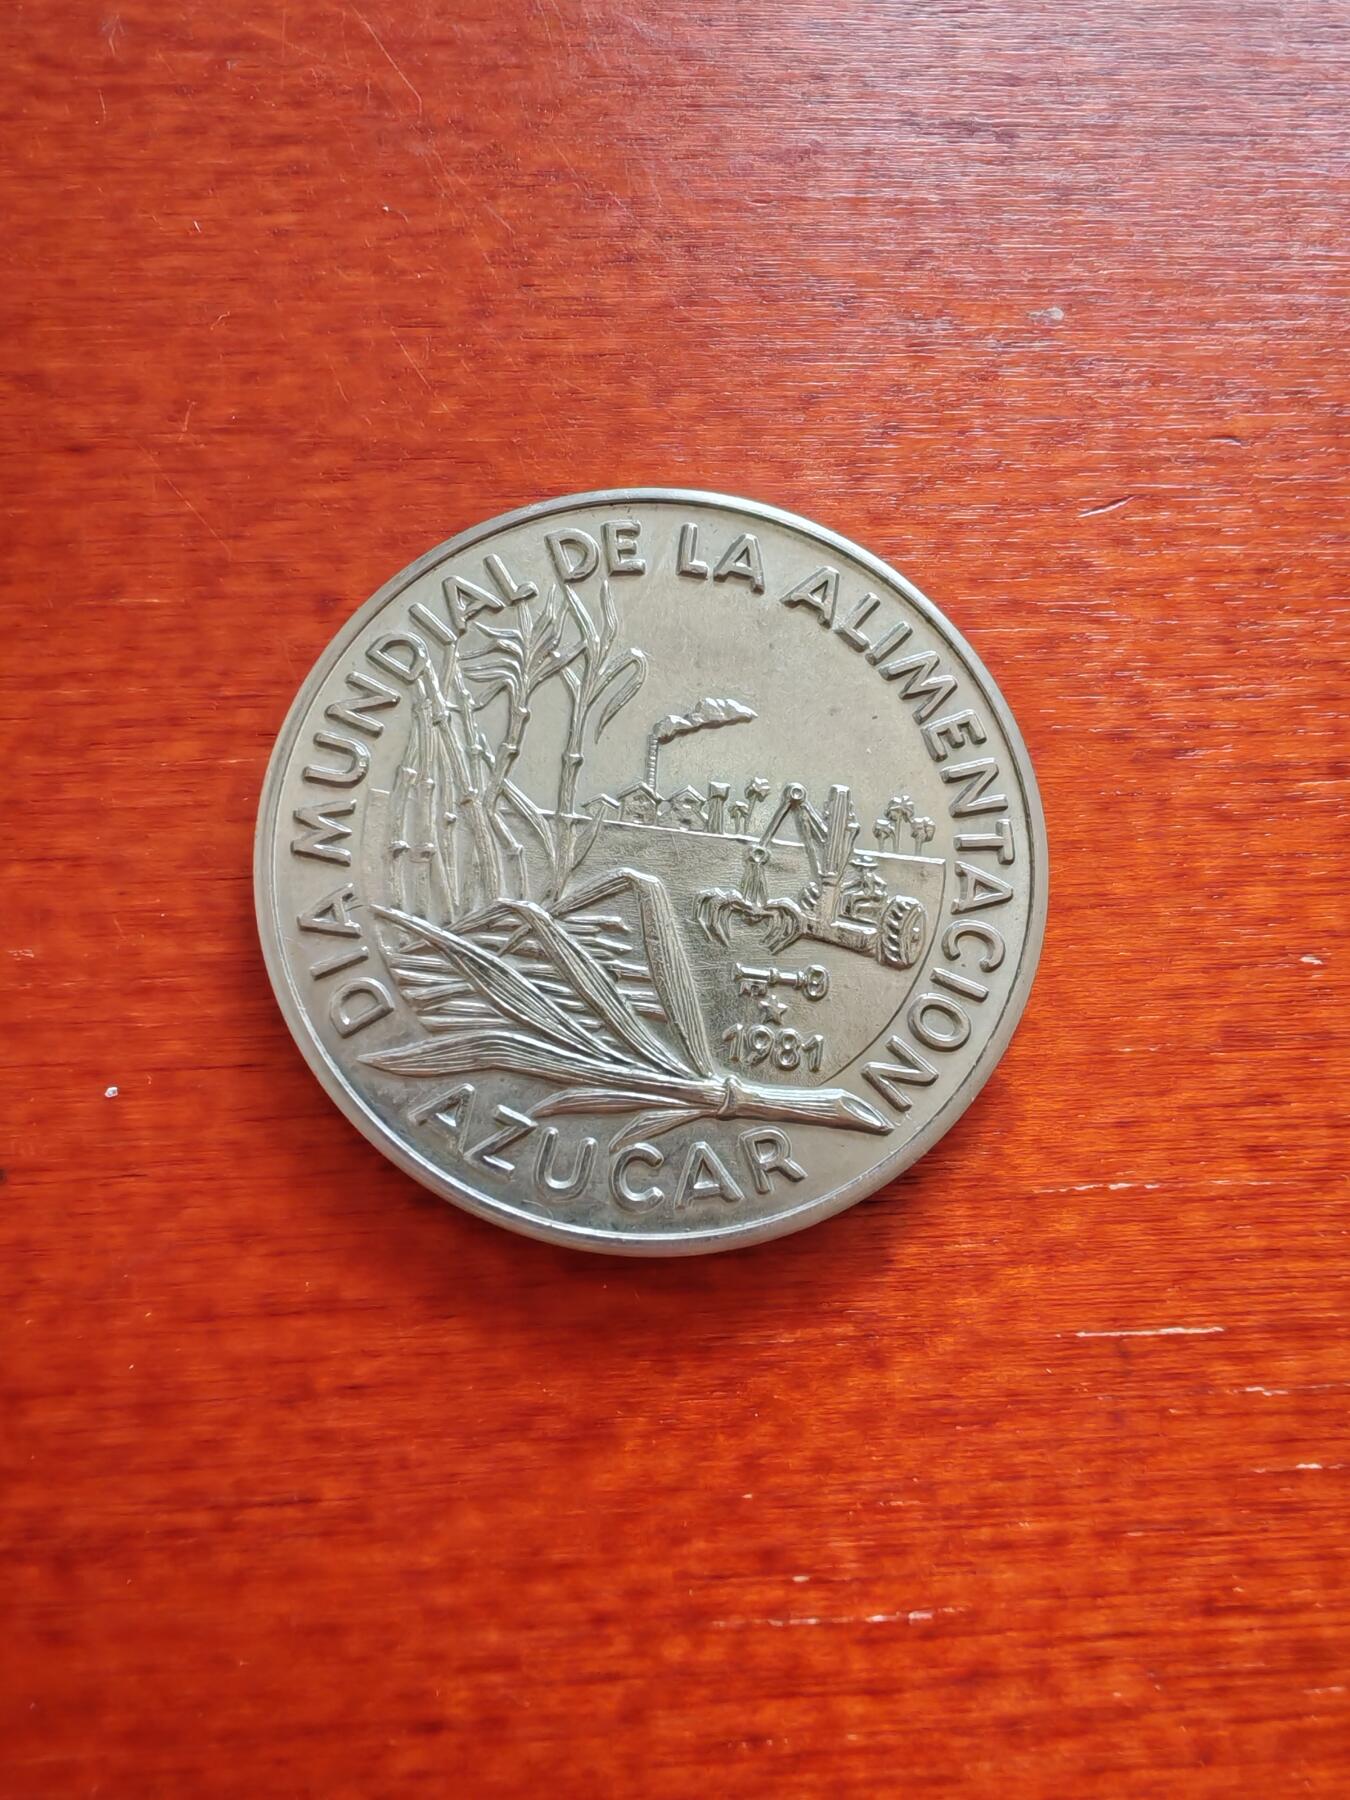 DIA MUNDIAL DE LA ALIMENTACION
1981
AZUCAR